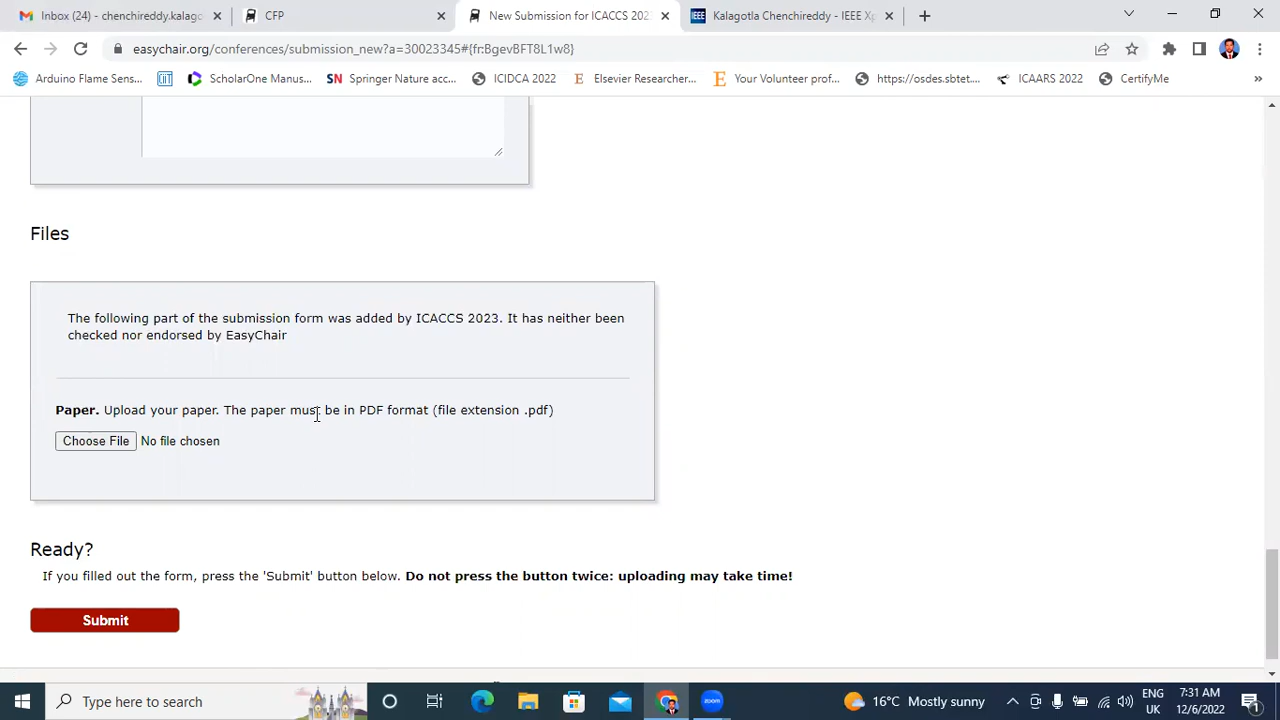 Inbox (24) - chenchireddy.kalago
CFP
New Submission for ICACCS 202
Kalagotla Chenchireddy - IEEE Xp
easychair.org/conferences/submission_new?a=30023345#{frcBgevBFT8L1w8}
Arduino Flame Sens...
ScholarOne Manus...
SN Springer Nature acc...
ICIDCA 2022
E Elsevier Researcher...
Your Volunteer prof...
https://osdes.sbtet....
ICAARS 2022
CertifyMe
»
Files
The following part of the submission form was added by ICACCS 2023. It has neither been
checked nor endorsed by EasyChair
Paper. Upload your paper. The paper must be in PDF format (file extension .pdf)
Choose File No file chosen
Ready?
If you filled out the form, press the 'Submit' button below. Do not press the button twice: uploading may take time!
Submit
Type here to search
zoom
16°C Mostly sunny
ENG
UK
7:31 AM
12/6/2022
1